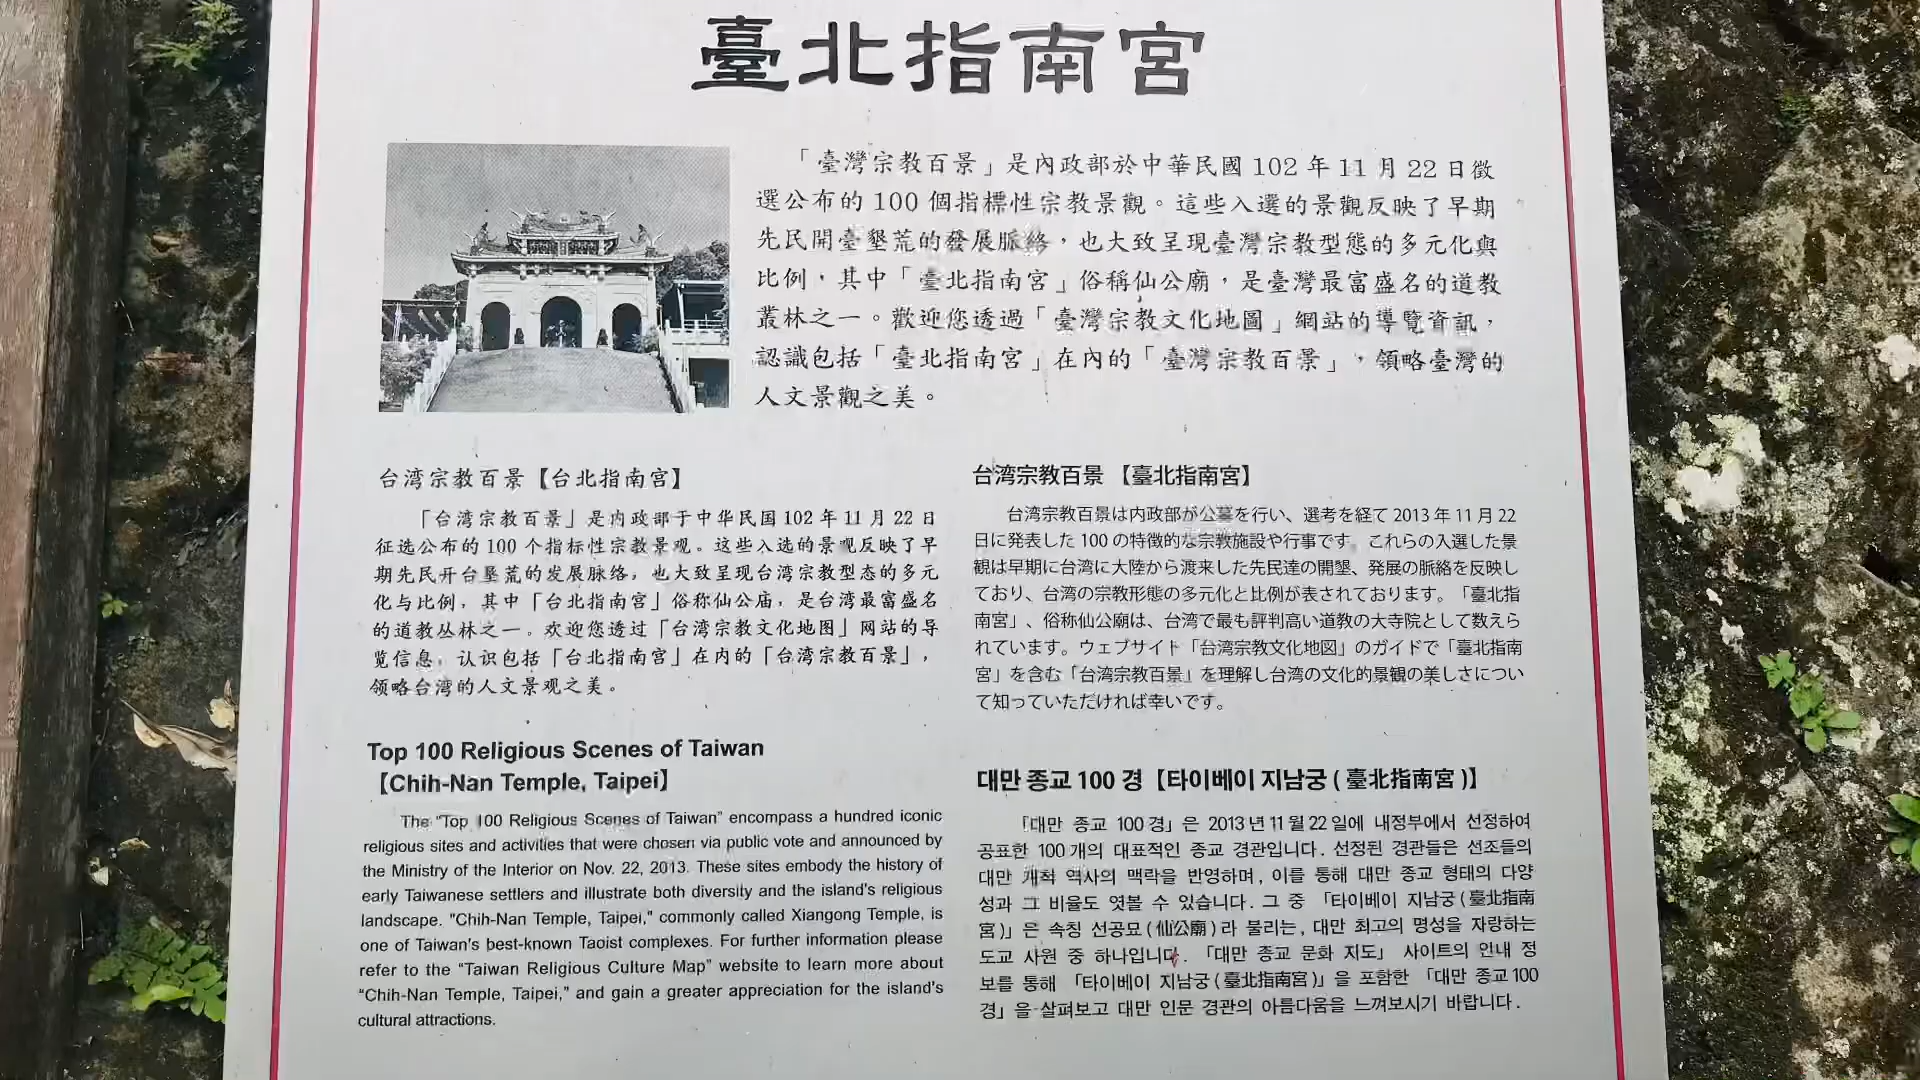 臺北指南宮
「臺灣宗教百景」是內政部於中華民國 102 年 11 月 22 日徵
選公布的 100 個指標性宗教景觀。這些入選的景觀反映了早期
先民開臺墾荒的發展脈絡，也大致呈現臺灣宗教型態的多元化與
比例，其中「臺北指南宮」俗稱仙公廟，是臺灣最富盛名的道教
叢林之一。歡迎您透過「臺灣宗教文化地圖」網站的導覽資訊，
認識包括「臺北指南宮」在內的「臺灣宗教百景」，領略臺灣的
人文景觀之美。
台湾宗教百景【台北指南宫】
「台湾宗教百景」是内政部于中华民国 102 年 11 月 22 日
征选公布的 100 个指标性宗教景观。这些入选的景观反映了早
期先民开台垦荒的发展脉络，也大致呈现台湾宗教型态的多元
化与比例，其中「台北指南宫」俗称仙公庙，是台湾最富盛名
的道教丛林之一。欢迎您透过「台湾宗教文化地图」网站的导
览信息，认识包括「台北指南宫」在内的「台湾宗教百景」，
领略台湾的人文景观之美。
台湾宗教百景 【臺北指南宮】
台湾宗教百景は内政部が公募を行い、選考を経て 2013 年 11 月 22
日に発表した 100 の特徴的な宗教施設や行事です。これらの入選した景
観は早期に台湾に大陸から渡来した先民達の開墾、発展の脈絡を反映し
ており、台湾の宗教形態の多元化と比例が表されております。「臺北指
南宮」、俗称仙公廟は、台湾で最も評判高い道教の大寺院として数えら
れています。ウェブサイト「台湾宗教文化地図」のガイドで「臺北指南
宮」を含む「台湾宗教百景」を理解し台湾の文化的景観の美しさについ
て知っていただければ幸いです。
Top 100 Religious Scenes of Taiwan
【Chih-Nan Temple, Taipei】
The "Top 100 Religious Scenes of Taiwan" encompass a hundred iconic
religious sites and activities that were chosen via public vote and announced by
the Ministry of the Interior on Nov. 22, 2013. These sites embody the history of
early Taiwanese settlers and illustrate both diversity and the island's religious
landscape. "Chih-Nan Temple, Taipei," commonly called Xiangong Temple, is
one of Taiwan's best-known Taoist complexes. For further information please
refer to the "Taiwan Religious Culture Map" website to learn more about
"Chih-Nan Temple, Taipei," and gain a greater appreciation for the island's
cultural attractions.
대만 종교 100 경【타이베이 지남궁 ( 臺北指南宮 )】
「대만 종교 100 경」은 2013 년 11 월 22 일에 내정부에서 선정하여
공표한 100 개의 대표적인 종교 경관입니다. 선정된 경관들은 선조들의
대만 개척 역사의 맥락을 반영하며, 이를 통해 대만 종교 형태의 다양
성과 그 비율도 엿볼 수 있습니다. 그 중 「타이베이 지남궁 (臺北指南
宮)」은 속칭 선공묘 (仙公廟) 라 불리는, 대만 최고의 명성을 자랑하는
도교 사원 중 하나입니다. 「대만 종교 문화 지도」 사이트의 안내 정
보를 통해 「타이베이 지남궁 (臺北指南宮)」을 포함한 「대만 종교 100
경」을 살펴보고 대만 인문 경관의 아름다움을 느껴보시기 바랍니다.